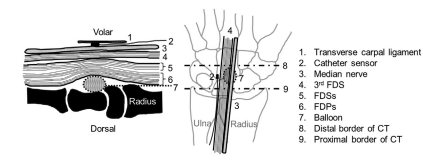 Volar
1
2
3
4
5
6
7
Radius
Dorsal
4
8
2
7
9
3
Ulna
Radius
1. Transverse carpal ligament
2. Catheter sensor
3. Median nerve
4. 3rd FDS
5. FDSs
6. FDPs
7. Balloon
8. Distal border of CT
9. Proximal border of CT